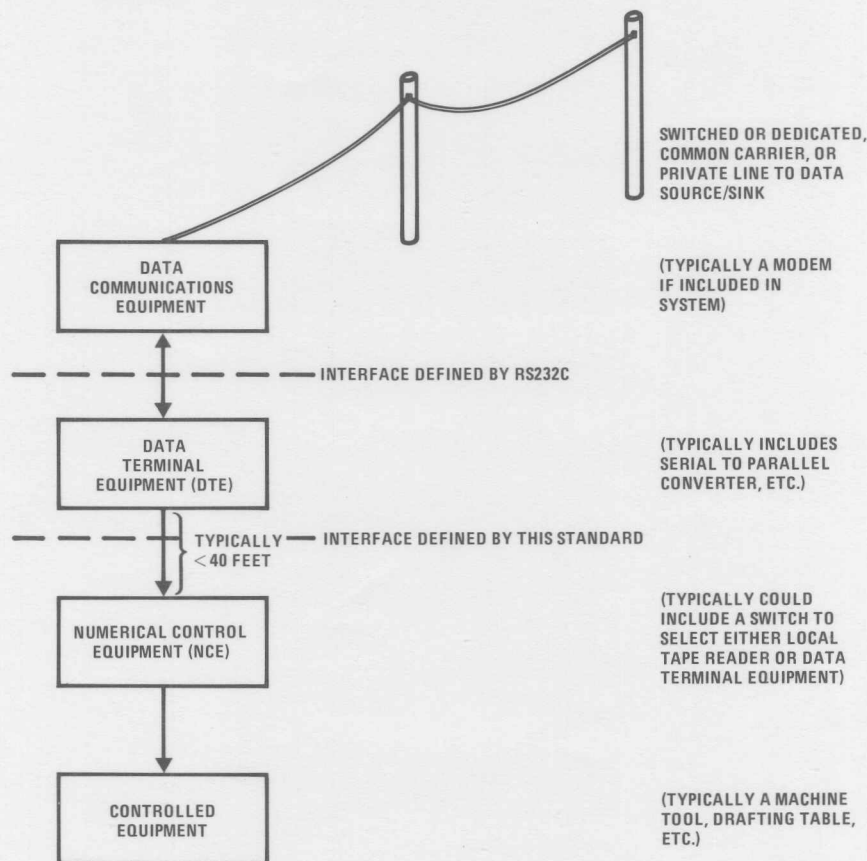 SWITCHED OR DEDICATED,
COMMON CARRIER, OR
PRIVATE LINE TO DATA
SOURCE/SINK
DATA
COMMUNICATIONS
EQUIPMENT
(TYPICALLY A MODEM
IF INCLUDED IN
SYSTEM)
INTERFACE DEFINED BY RS232C
DATA
TERMINAL
EQUIPMENT (DTE)
(TYPICALLY INCLUDES
SERIAL TO PARALLEL
CONVERTER, ETC.)
TYPICALLY
<40 FEET
INTERFACE DEFINED BY THIS STANDARD
NUMERICAL CONTROL
EQUIPMENT (NCE)
(TYPICALLY COULD
INCLUDE A SWITCH TO
SELECT EITHER LOCAL
TAPE READER OR DATA
TERMINAL EQUIPMENT)
CONTROLLED
EQUIPMENT
(TYPICALLY A MACHINE
TOOL, DRAFTING TABLE,
ETC.)